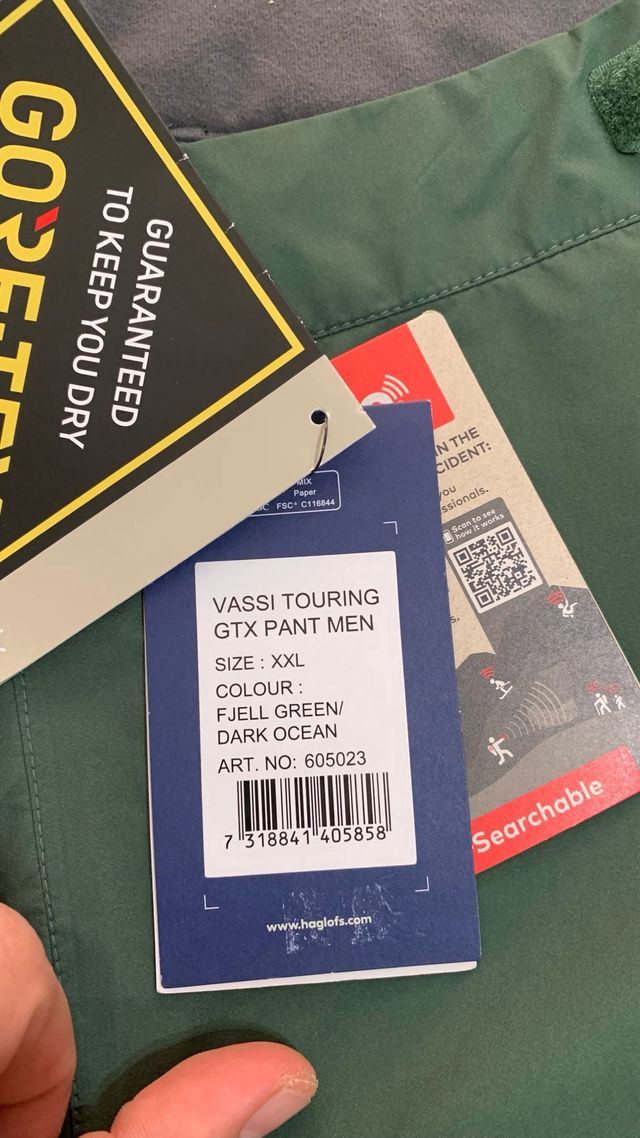 GORE-TEX
GUARANTEED
TO KEEP YOU DRY
MIX
Paper
FSC® C116844
VASSI TOURING
GTX PANT MEN
SIZE : XXL
COLOUR :
FJELL GREEN/
DARK OCEAN
ART. NO: 605023
7 318841 405858
www.haglofs.com
IN THE
CIDENT:
you
ssionals.
Scan to see
how it works
s.
Searchable